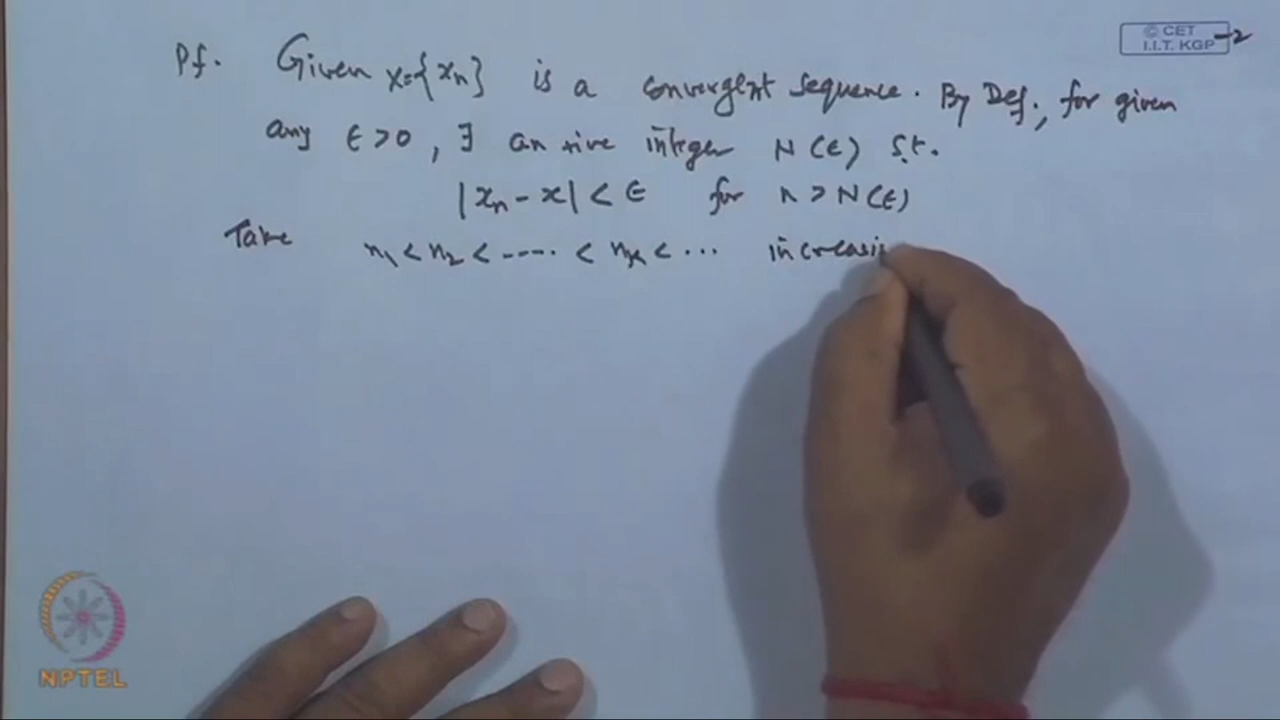 © CET
I.I.T. KGP -2
Pf. Given X={xn} is a convergent sequence. By Def., for given
any ε>0, ∃ an +ive integer N(ε) s.t.
|xn - x| < ε for n > N(ε)
Take n1 < n2 < ----. < nk < ... increasi
NPTEL